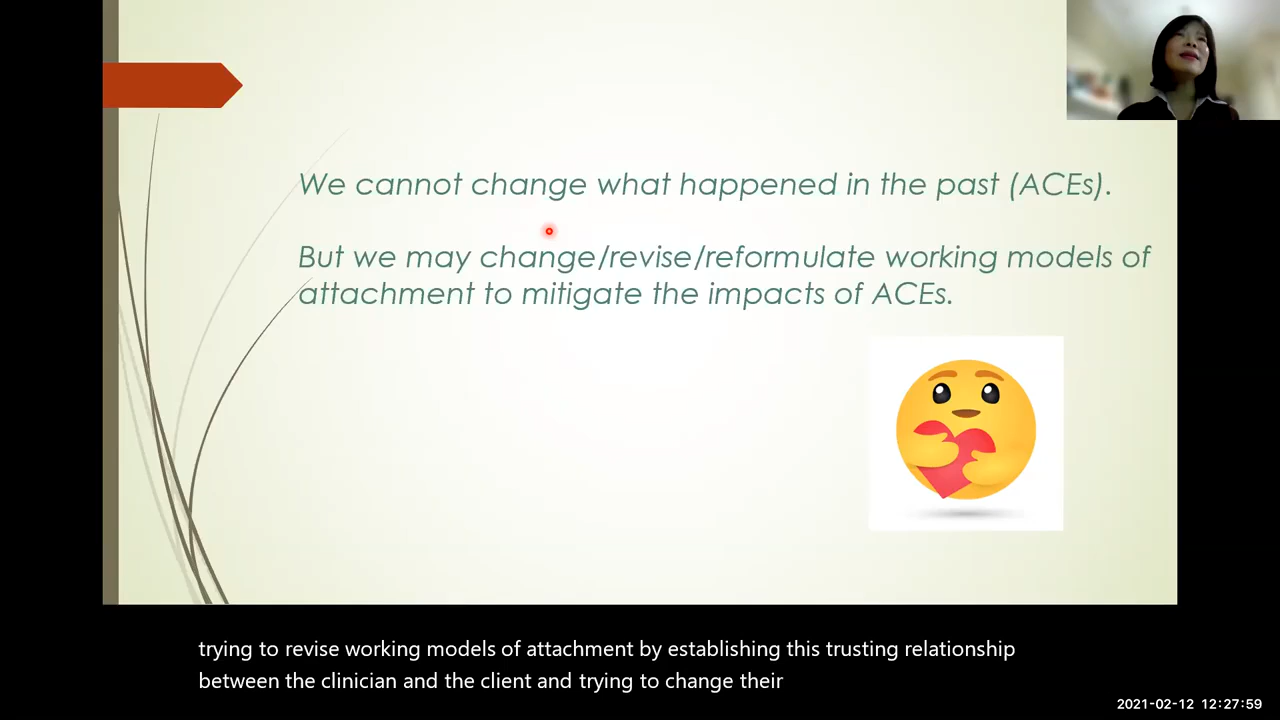 We cannot change what happened in the past (ACEs).
But we may change/revise/reformulate working models of
attachment to mitigate the impacts of ACEs.
trying to revise working models of attachment by establishing this trusting relationship
between the clinician and the client and trying to change their
2021-02-12 12:27:59